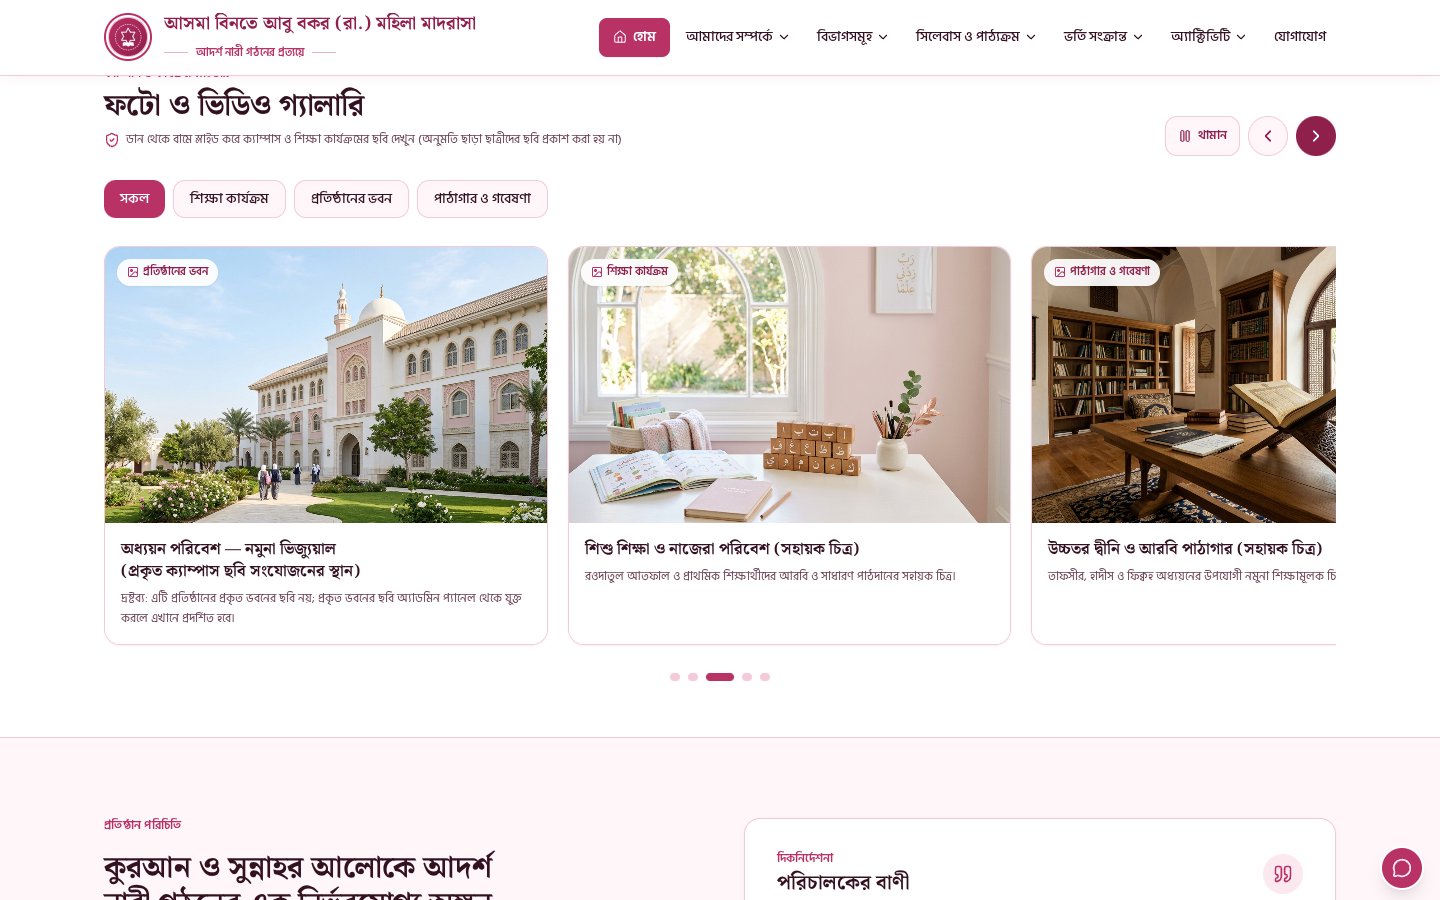 আসমা বিনতে আবু বকর (রা.) মহিলা মাদরাসা
আদর্শ নারী গঠনের প্রত্যয়ে
হোম
আমাদের সম্পর্কে
বিভাগসমূহ
সিলেবাস ও পাঠ্যক্রম
ভর্তি সংক্রান্ত
অ্যাক্টিভিটি
যোগাযোগ
ফটো ও ভিডিও গ্যালারি
ডান থেকে বামে স্লাইড করে ক্যাম্পাস ও শিক্ষা কার্যক্রমের ছবি দেখুন (অনুমতি ছাড়া ছাত্রীদের ছবি প্রকাশ করা হয় না)
থামান
সকল
শিক্ষা কার্যক্রম
প্রতিষ্ঠানের ভবন
পাঠাগার ও গবেষণা
প্রতিষ্ঠানের ভবন
শিক্ষা কার্যক্রম
পাঠাগার ও গবেষণা
অধ্যয়ন পরিবেশ — নমুনা ভিজ্যুয়াল
(প্রকৃত ক্যাম্পাস ছবি সংযোজনের স্থান)
দ্রষ্টব্য: এটি প্রতিষ্ঠানের প্রকৃত ভবনের ছবি নয়; প্রকৃত ভবনের ছবি অ্যাডমিন প্যানেল থেকে যুক্ত
করলে এখানে প্রদর্শিত হবে।
শিশু শিক্ষা ও নাজেরা পরিবেশ (সহায়ক চিত্র)
রওদাতুল আতফাল ও প্রাথমিক শিক্ষার্থীদের আরবি ও সাধারণ পাঠদানের সহায়ক চিত্র।
উচ্চতর দ্বীনি ও আরবি পাঠাগার (সহায়ক চিত্র)
তাফসীর, হাদীস ও ফিক্বহ অধ্যয়নের উপযোগী নমুনা শিক্ষামূলক চি
প্রতিষ্ঠান পরিচিতি
কুরআন ও সুন্নাহর আলোকে আদর্শ
দিকনির্দেশনা
পরিচালকের বাণী